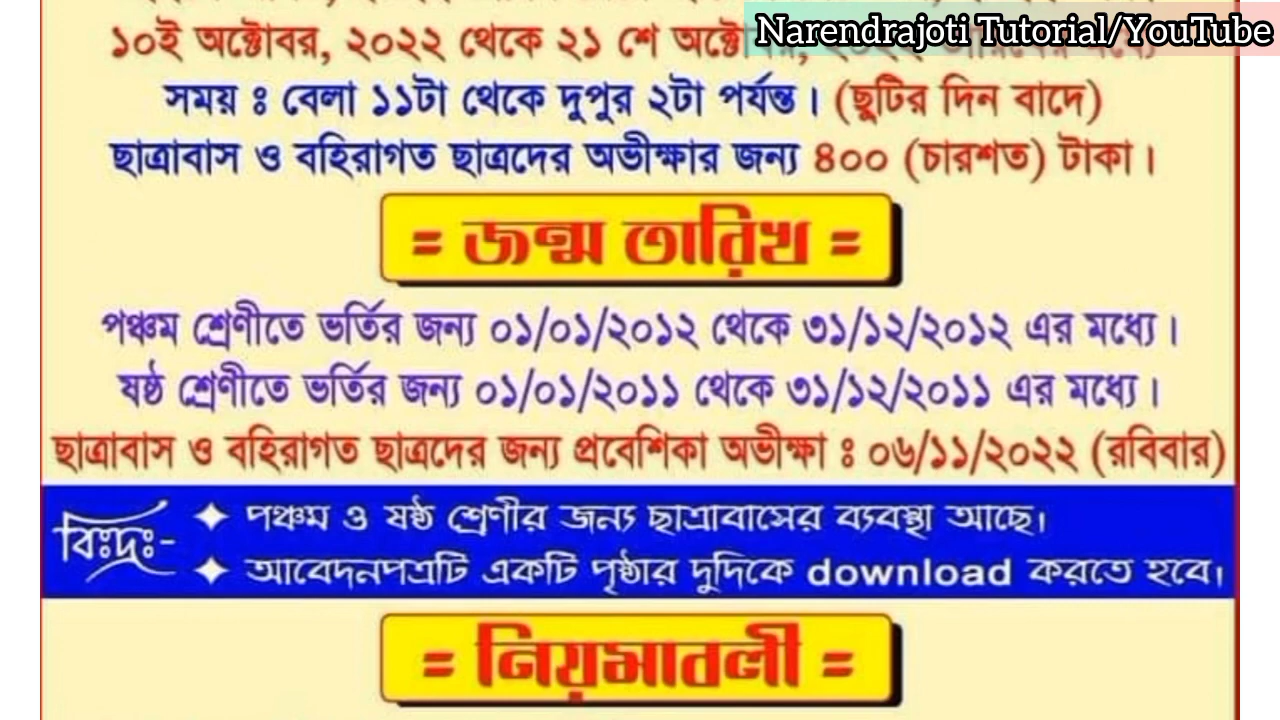 Narendrajoti Tutorial/YouTube
১০ই অক্টোবর, ২০২২ থেকে ২১ শে অক্টো
সময় ঃ বেলা ১১টা থেকে দুপুর ২টা পর্যন্ত। (ছুটির দিন বাদে)
ছাত্রাবাস ও বহিরাগত ছাত্রদের অভীক্ষার জন্য ৪০০ (চারশত) টাকা।
= জন্ম তারিখ =
পঞ্চম শ্রেণীতে ভর্তির জন্য ০১/০১/২০১২ থেকে ৩১/১২/২০১২ এর মধ্যে।
ষষ্ঠ শ্রেণীতে ভর্তির জন্য ০১/০১/২০১১ থেকে ৩১/১২/২০১১ এর মধ্যে।
ছাত্রাবাস ও বহিরাগত ছাত্রদের জন্য প্রবেশিকা অভীক্ষা ঃ ০৬/১১/২০২২ (রবিবার)
বিঃদ্রঃ- ✦ পঞ্চম ও ষষ্ঠ শ্রেণীর জন্য ছাত্রাবাসের ব্যবস্থা আছে।
✦ আবেদনপত্রটি একটি পৃষ্ঠার দুদিকে download করতে হবে।
= নিয়মাবলী =